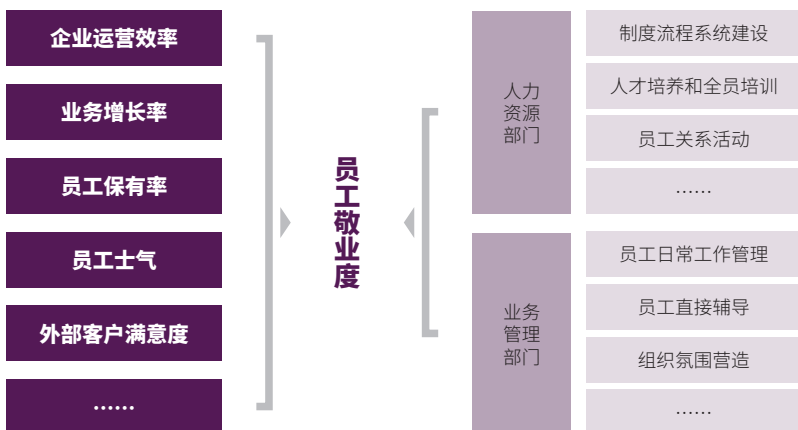 企业运营效率
业务增长率
员工保有率
员工士气
外部客户满意度
……
员工敬业度
人力
资源
部门
制度流程系统建设
人才培养和全员培训
员工关系活动
……
业务
管理
部门
员工日常工作管理
员工直接辅导
组织氛围营造
……